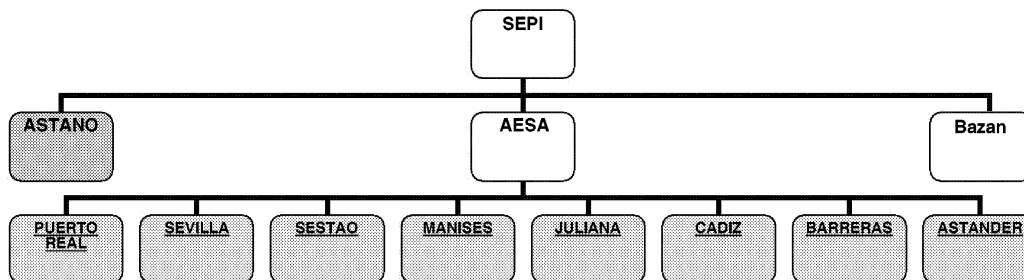 SEPI
ASTANO
AESA
Bazan
PUERTO
REAL
SEVILLA
SESTAO
MANISES
JULIANA
CADIZ
BARRERAS
ASTANDER